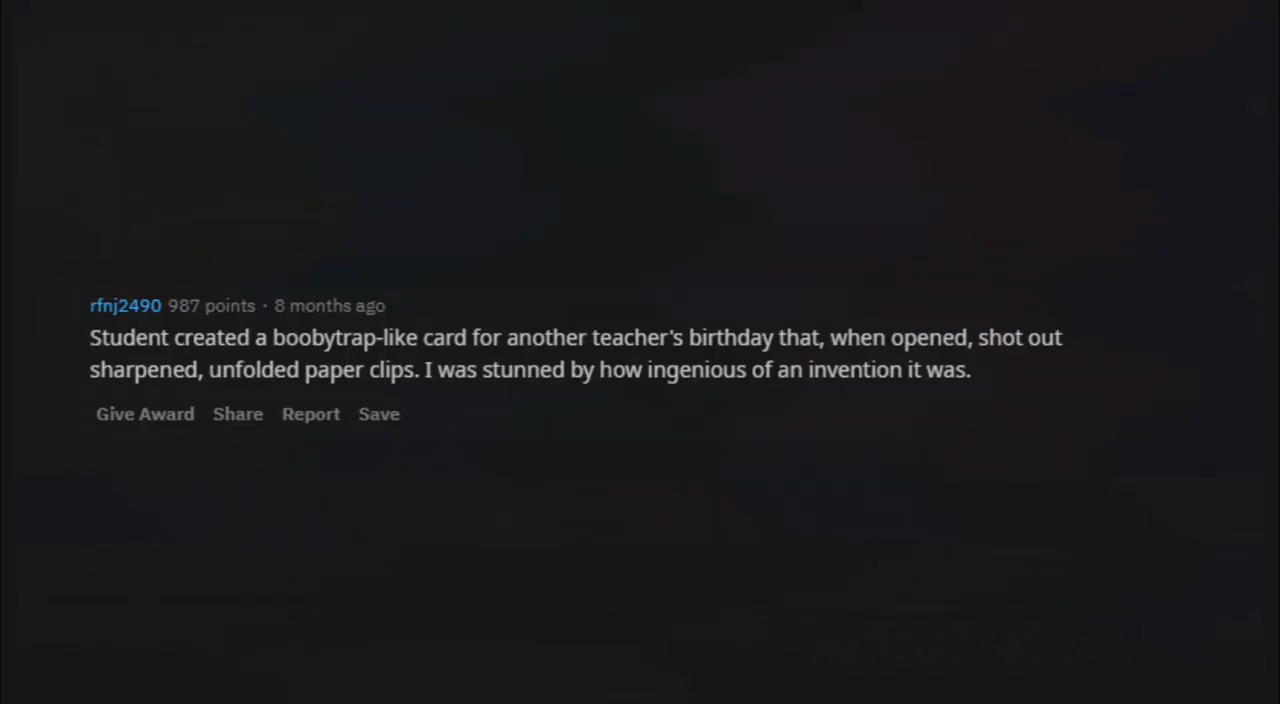 rfnj2490 987 points · 8 months ago
Student created a boobytrap-like card for another teacher's birthday that, when opened, shot out
sharpened, unfolded paper clips. I was stunned by how ingenious of an invention it was.
Give Award Share Report Save